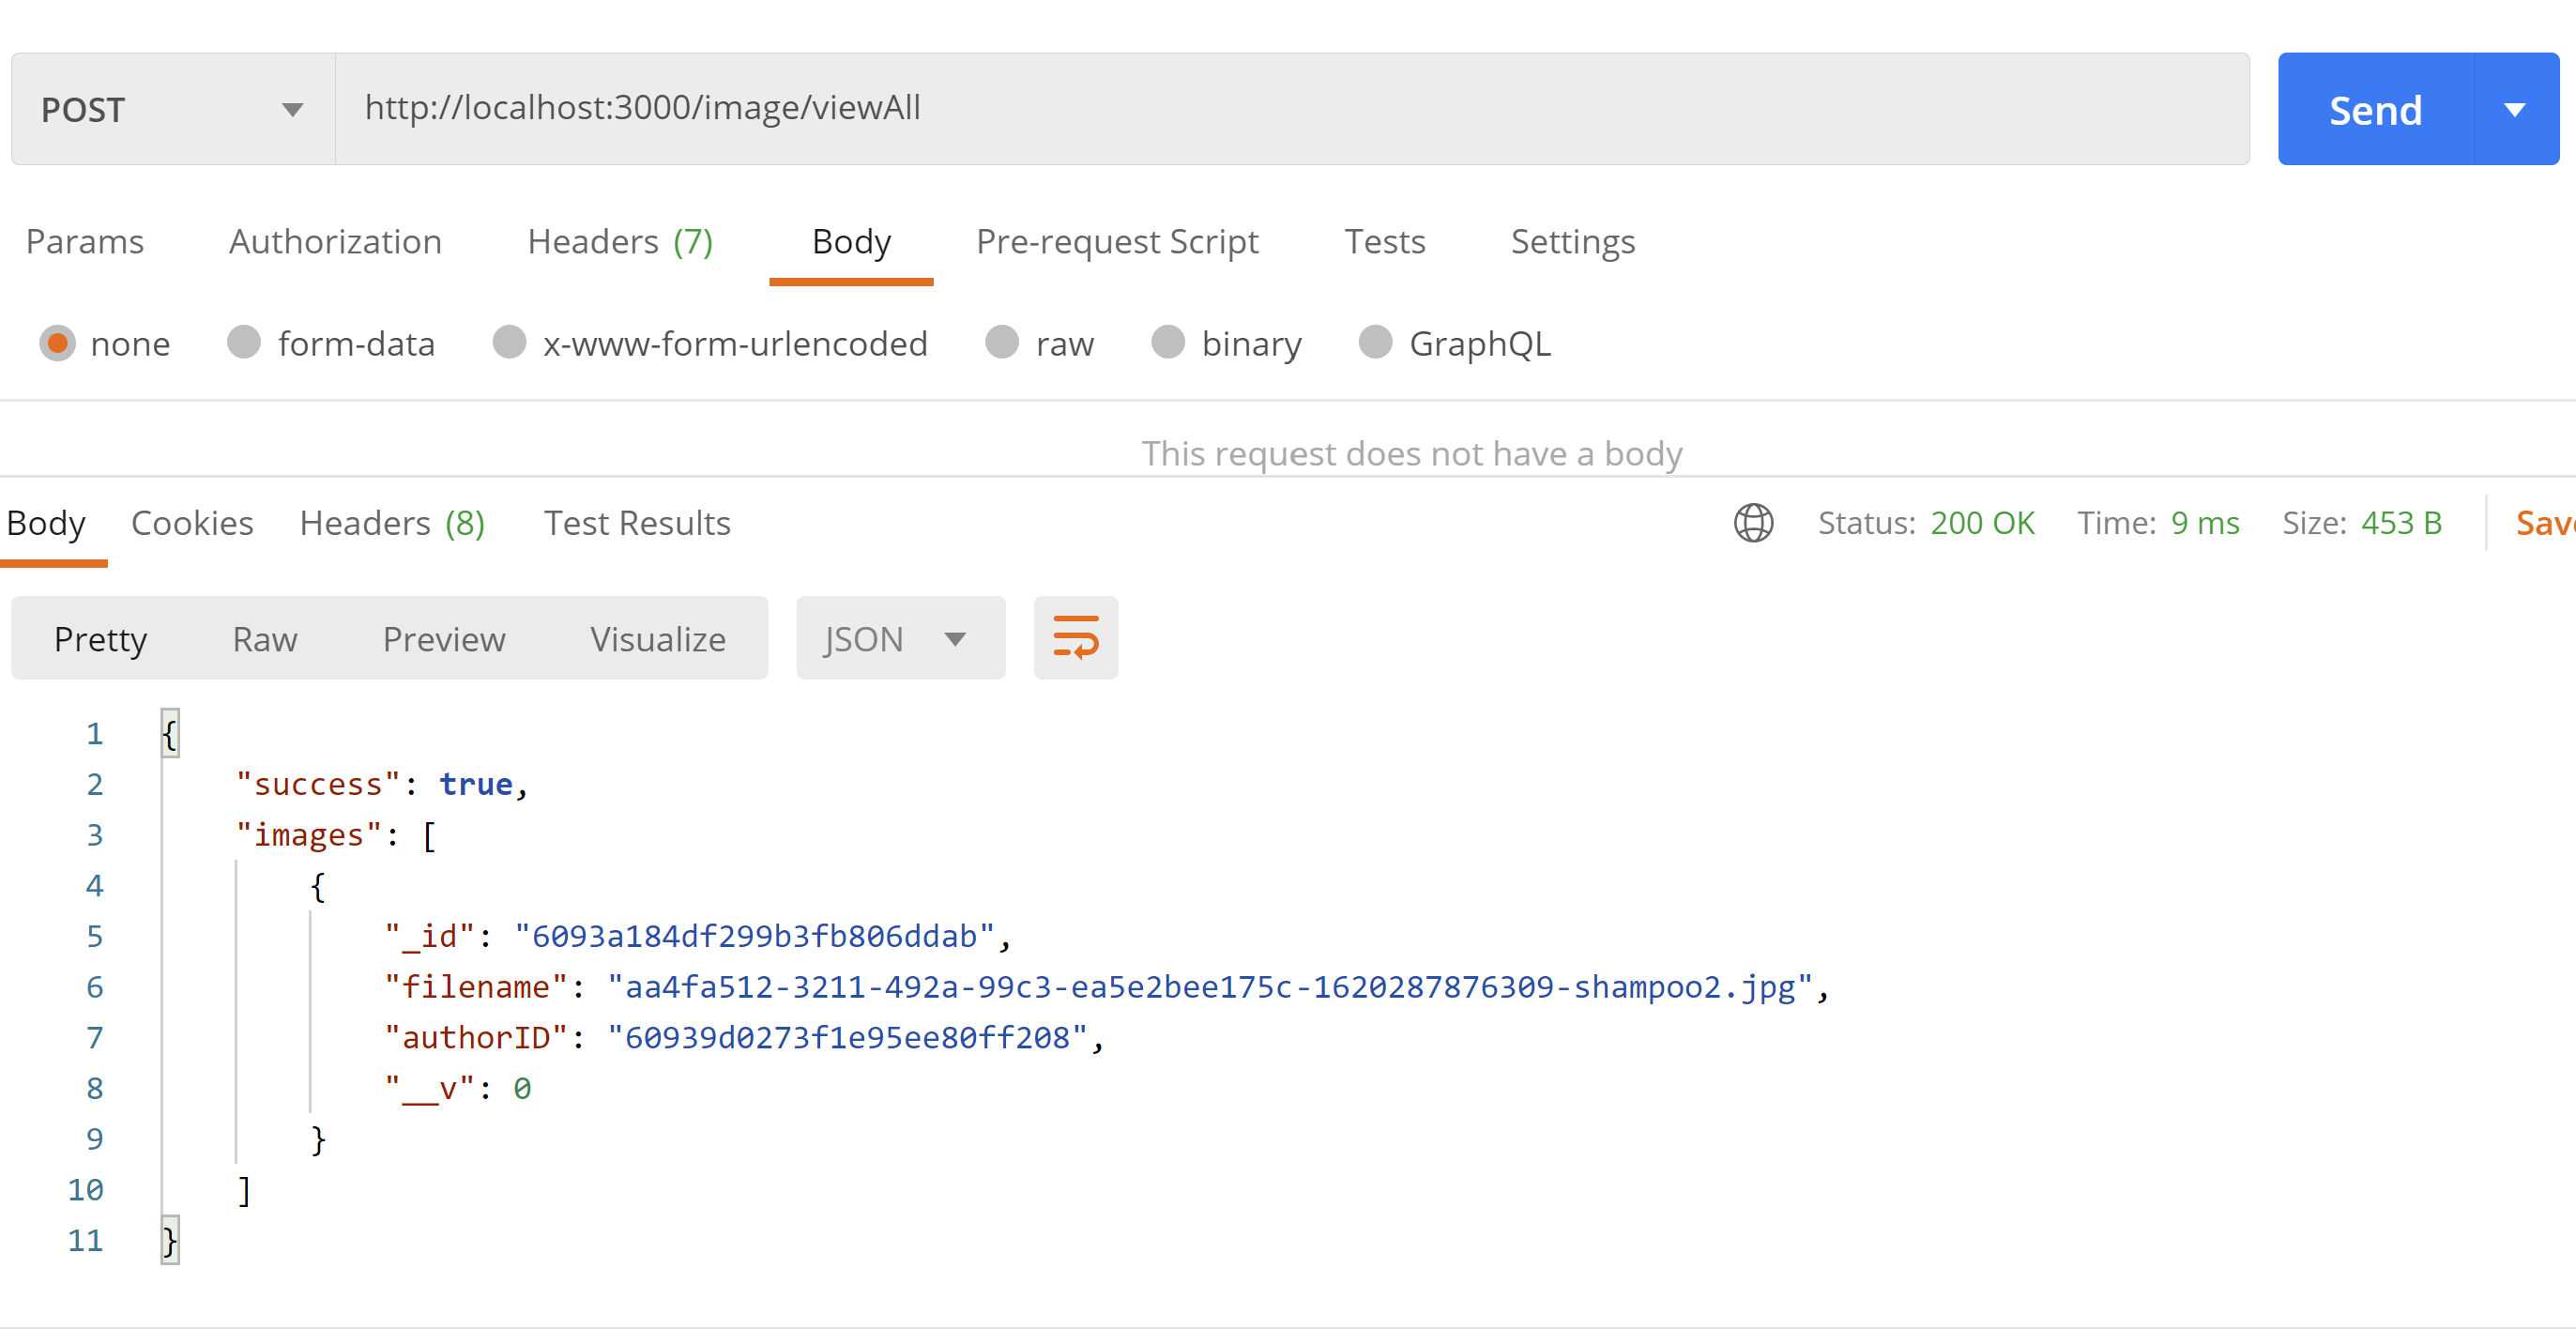 POST http://localhost:3000/image/viewAll Send
Params Authorization Headers (7) Body Pre-request Script Tests Settings
none form-data x-www-form-urlencoded raw binary GraphQL
This request does not have a body
Body Cookies Headers (8) Test Results Status: 200 OK Time: 9 ms Size: 453 B Save
Pretty Raw Preview Visualize JSON
1 {
2 "success": true,
3 "images": [
4 {
5 "_id": "6093a184df299b3fb806ddab",
6 "filename": "aa4fa512-3211-492a-99c3-ea5e2bee175c-1620287876309-shampoo2.jpg",
7 "authorID": "60939d0273f1e95ee80ff208",
8 "__v": 0
9 }
10 ]
11 }